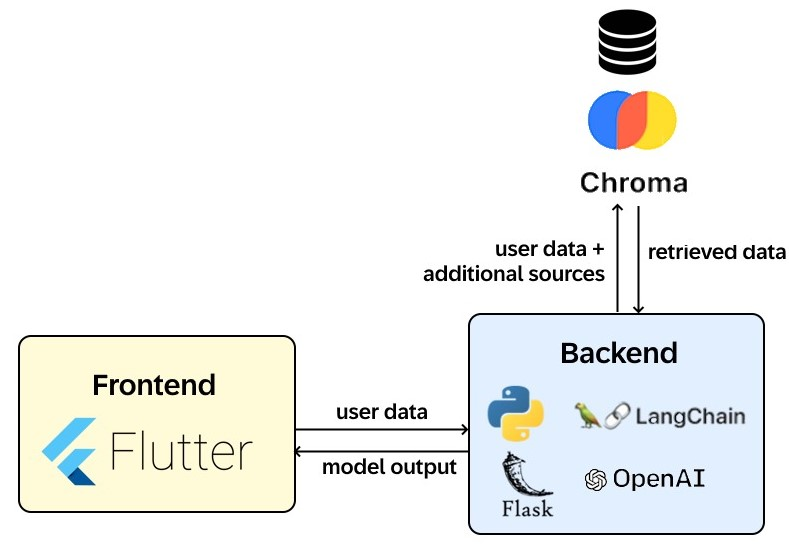 Chroma
user data +
additional sources
retrieved data
Frontend
Flutter
user data
model output
Backend
LangChain
Flask
OpenAI